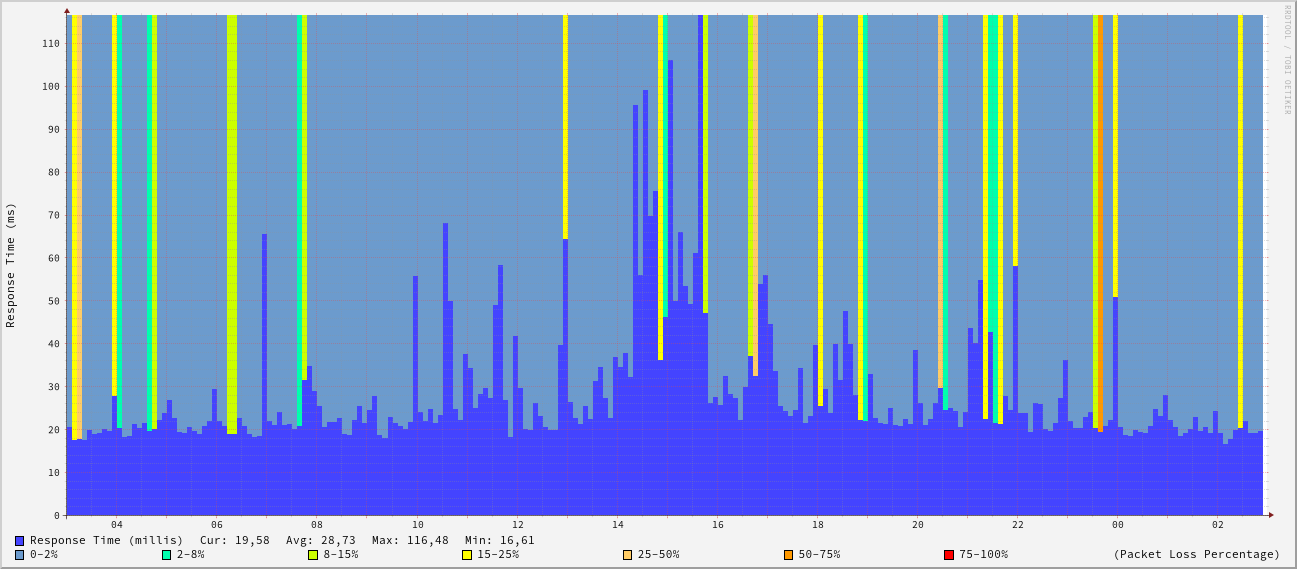 RRDTOOL / TOBI OETIKER
Response Time (ms)
110
100
90
80
70
60
50
40
30
20
10
0
04 06 08 10 12 14 16 18 20 22 00 02
Response Time (millis) Cur: 19,58 Avg: 28,73 Max: 116,48 Min: 16,61
0-2% 2-8% 8-15% 15-25% 25-50% 50-75% 75-100% (Packet Loss Percentage)